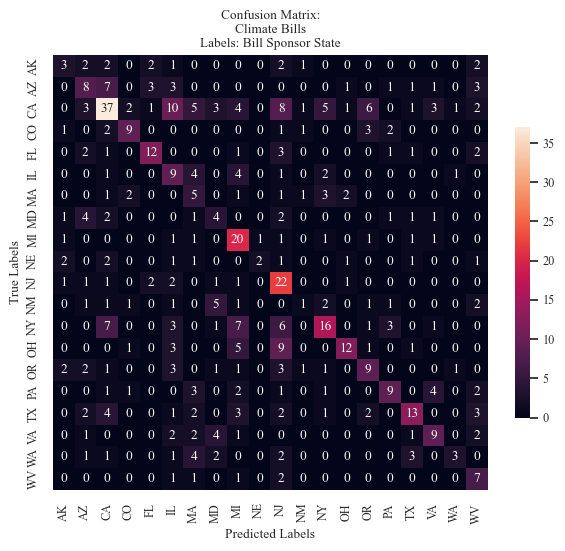 Confusion Matrix:
Climate Bills
Labels: Bill Sponsor State
True Labels
AK 3 2 2 0 2 1 0 0 0 2 1 0 0 0 0 0 0 0 2
AZ 0 8 7 0 3 3 0 0 0 0 0 0 1 0 1 1 1 0 3
CA 0 3 37 2 1 10 5 3 4 0 8 1 5 1 6 0 1 3 1 2
CO 1 0 2 9 0 0 0 0 0 0 1 1 0 0 3 2 0 0 0 0
FL 0 2 1 0 12 0 0 0 1 0 3 0 0 0 0 1 1 0 0 2
IL 0 0 1 0 0 9 4 0 4 0 1 0 2 0 0 0 0 0 1 0
MA 0 0 1 2 0 0 5 0 1 0 1 1 3 2 0 0 0 0 0 0
MD 1 4 2 0 0 0 1 4 0 0 2 0 0 0 0 1 1 1 0 0
MI 1 0 0 0 0 1 1 0 20 1 1 0 1 0 1 0 1 1 0 0
NE 2 0 2 0 0 1 1 0 0 2 1 0 0 1 0 0 1 0 0 1
NJ 1 1 1 0 2 2 0 1 1 0 22 0 0 1 0 0 0 0 0 0
NM 0 1 1 1 0 1 0 5 1 0 0 1 2 0 1 1 0 0 0 2
NY 0 0 7 0 0 3 0 1 7 0 6 0 16 0 1 3 0 1 0 0
OH 0 0 0 1 0 3 0 0 5 0 9 0 0 12 1 0 1 0 0 0
OR 2 2 1 0 0 3 0 1 1 0 3 1 1 0 9 0 0 0 1 0
PA 0 0 1 1 0 0 3 0 2 0 1 0 0 0 0 9 0 4 0 2
TX 0 2 4 0 0 1 2 0 3 0 2 0 1 0 2 0 13 0 0 3
VA 0 1 0 0 0 2 2 4 1 0 0 0 0 0 0 0 1 9 0 2
WA 0 1 1 0 0 1 4 2 0 0 2 0 0 0 0 0 3 0 3 0
WV 0 0 0 0 0 1 1 0 1 0 2 0 0 0 0 0 0 0 0 7
AK AZ CA CO FL IL MA MD MI NE NJ NM NY OH OR PA TX VA WA WV
Predicted Labels
35
30
25
20
15
10
5
0